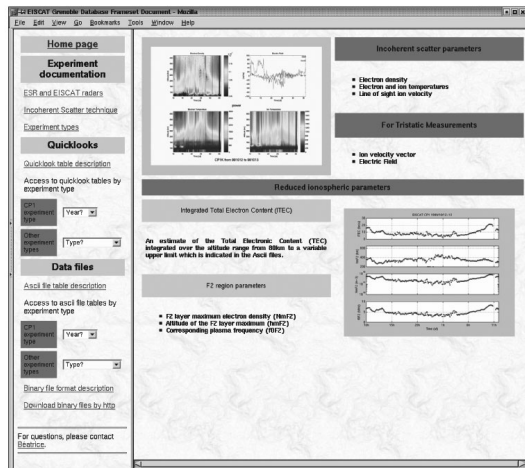 EISCAT Grenoble Database Frameset Document - Mozilla
File Edit View Go Bookmarks Tools Window Help
Home page
Experiment documentation
ESR and EISCAT radars
Incoherent Scatter technique
Experiment types
Quicklooks
Quicklook table description
Access to quicklook tables by
experiment type
CP1
experiment
type
Year?
Other
experiment
types
Type?
Data files
Ascii file table description
Access to ascii file tables by
experiment type
CP1
experiment
type
Year?
Other
experiment
types
Type?
Binary file format description
Download binary files by http
For questions, please contact
Beatrice.
Incoherent scatter parameters
Electron density
Electron and ion temperatures
Line of sight ion velocity
For Tristatic Measurements
Ion velocity vector
Electric Field
Reduced Ionospheric parameters
Integrated Total Electron Content (ITEC)
An estimate of the Total Electronic Content (TEC)
integrated over the altitude range from 80km to a variable
upper limit which is indicated in the Ascii files.
F2 region parameters
F2 layer maximum electron density (NmF2)
Altitude of the F2 layer maximum (hmF2)
Corresponding plasma frequency (f0F2)